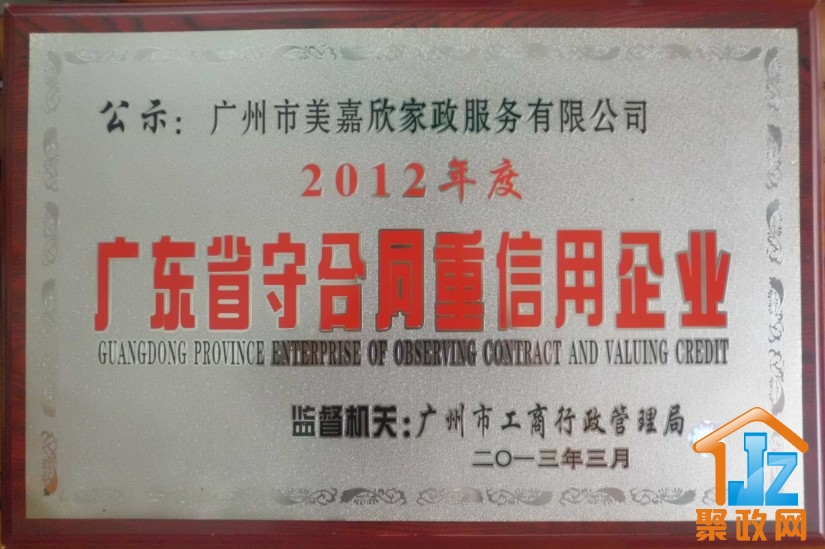 公示：广州市美嘉欣家政服务有限公司
2012年度
广东省守合同重信用企业
GUANGDONG PROVINCE ENTERPRISE OF OBSERVING CONTRACT AND VALUING CREDIT
监督机关：广州市工商行政管理局
二〇一三年三月
JZ
聚政网